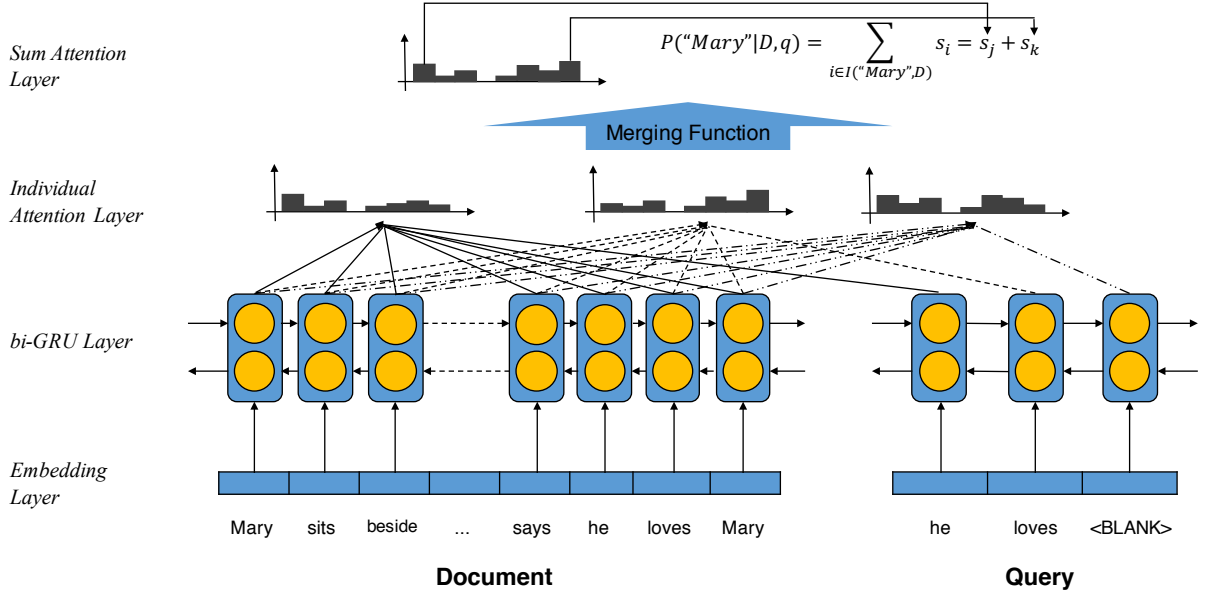 Sum Attention
Layer
P(“Mary”|D,q) = ∑ s_i = s_j + s_k
i∈I("Mary",D)
Merging Function
Individual
Attention Layer
bi-GRU Layer
Embedding
Layer
Mary sits beside ... says he loves Mary he loves <BLANK>
Document Query